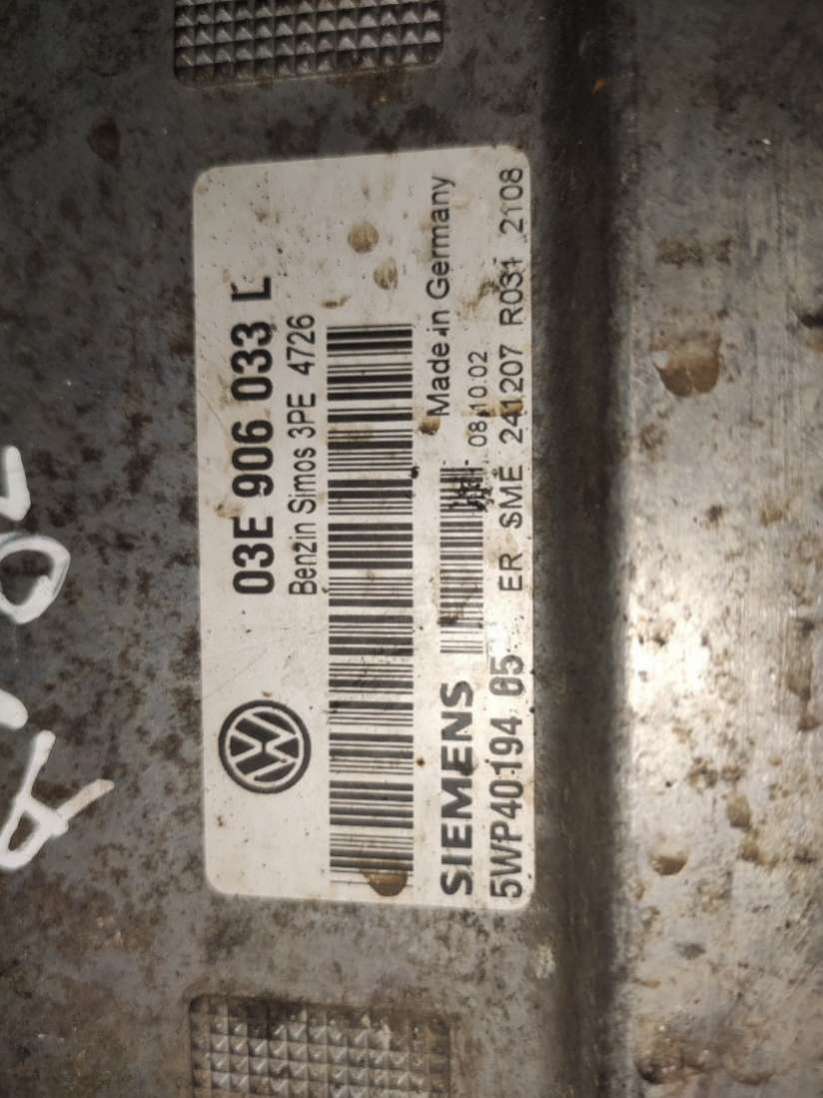 03E 906 033 L
Benzin Simos 3PE 4726
SIEMENS
Made in Germany
08.10.02
5WP40194 05
ER SME 241207 R031 2108